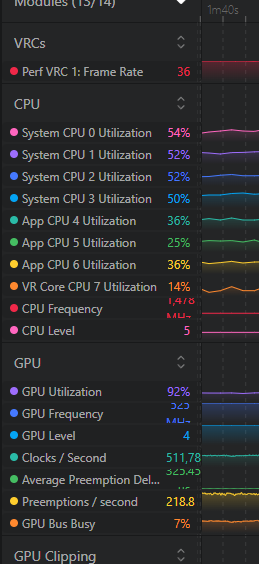 Modules (13/14)
1m40s
VRCs
Perf VRC 1: Frame Rate 36
CPU
System CPU 0 Utilization 54%
System CPU 1 Utilization 52%
System CPU 2 Utilization 52%
System CPU 3 Utilization 50%
App CPU 4 Utilization 36%
App CPU 5 Utilization 25%
App CPU 6 Utilization 36%
VR Core CPU 7 Utilization 14%
CPU Frequency 1,478 MHz
CPU Level 5
GPU
GPU Utilization 92%
GPU Frequency 525 MHz
GPU Level 4
Clocks / Second 511,78
Average Preemption Del... 325.45
Preemptions / second 218.8
GPU Bus Busy 7%
GPU Clipping